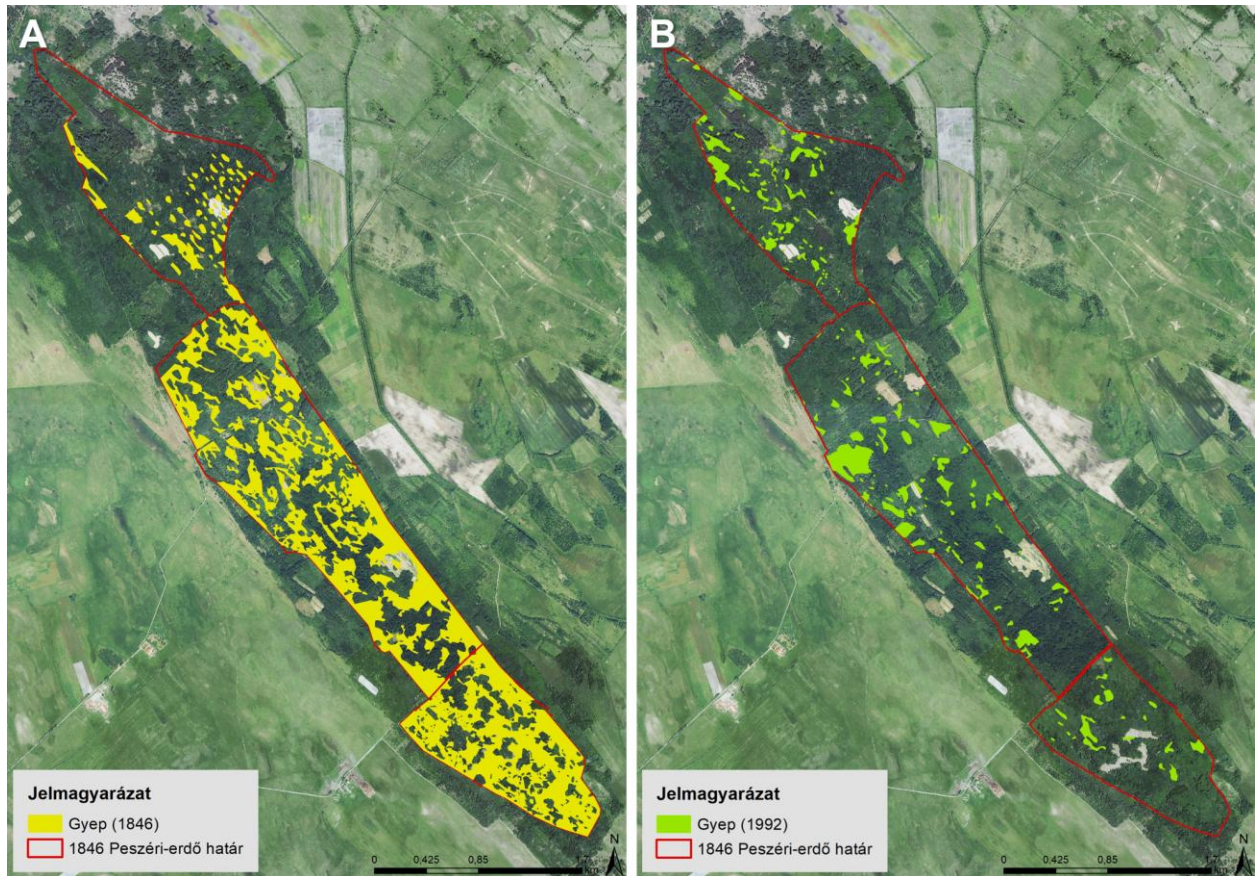 A
Jelmagyarázat
Gyep (1846)
1846 Peszéri-erdő határ
N
0 0,425 0,85
B
Jelmagyarázat
Gyep (1992)
1846 Peszéri-erdő határ
N
0 0,425 0,85